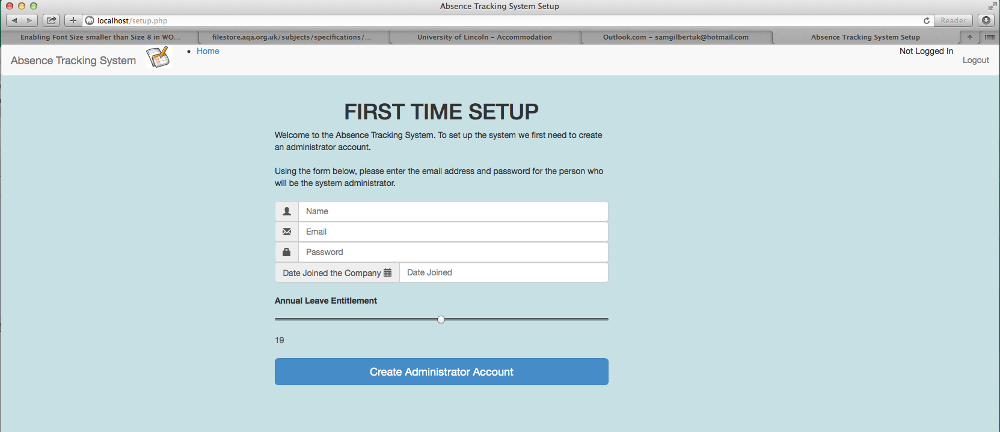 Absence Tracking System Setup
localhost/setup.php
Reader
Enabling Font Size smaller than Size 8 in WO...
filestore.aqa.org.uk/subjects/specifications/...
University of Lincoln - Accommodation
Outlook.com - samgilbertuk@hotmail.com
Absence Tracking System Setup
Absence Tracking System
Home
Not Logged In
Logout
FIRST TIME SETUP
Welcome to the Absence Tracking System. To set up the system we first need to create
an administrator account.
Using the form below, please enter the email address and password for the person who
will be the system administrator.
Name
Email
Password
Date Joined the Company
Date Joined
Annual Leave Entitlement
19
Create Administrator Account